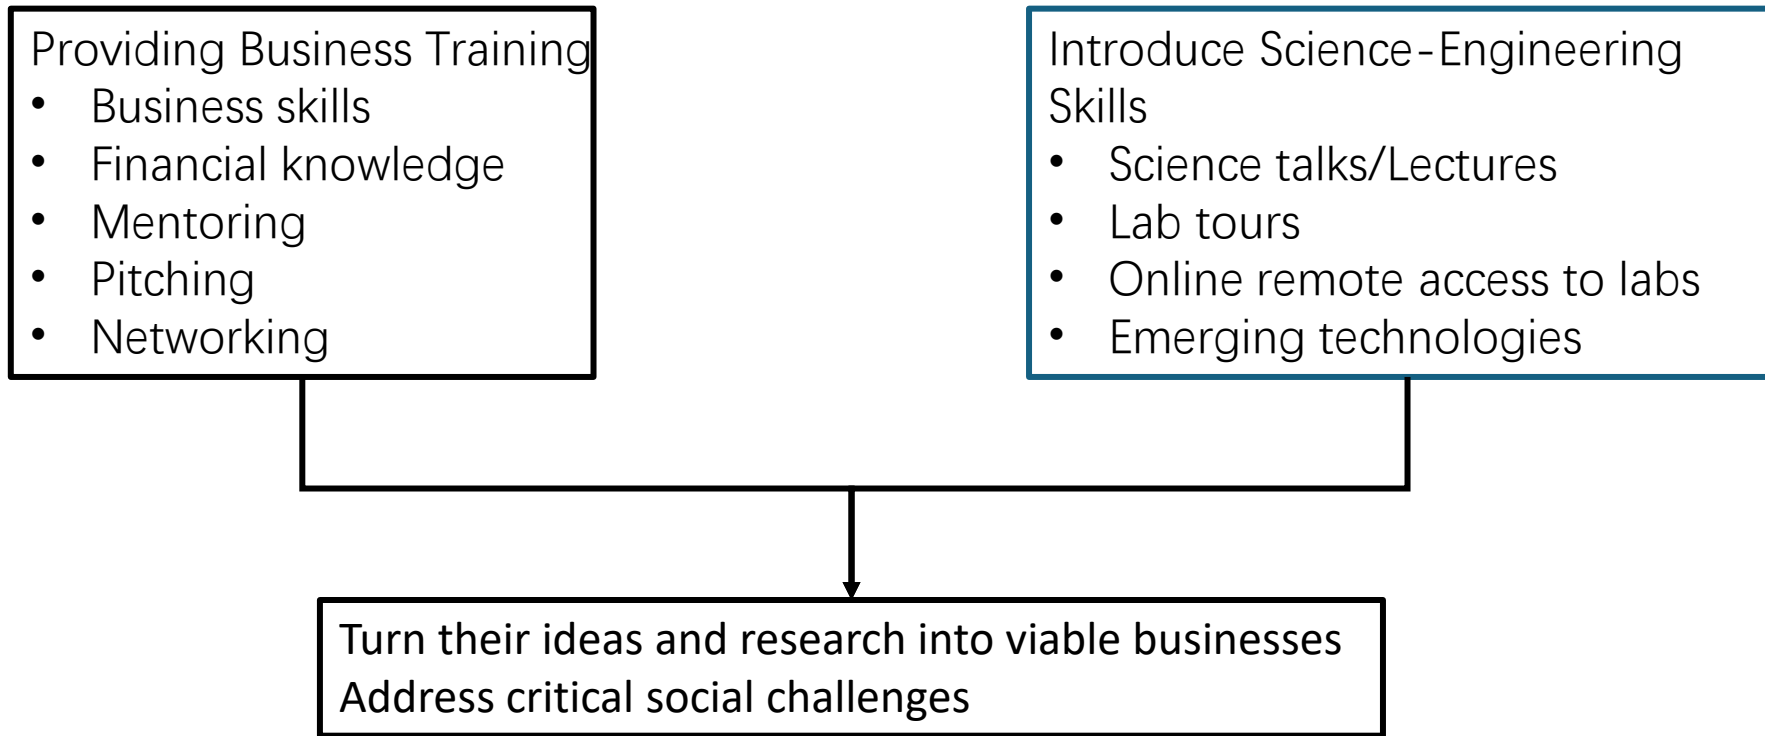 Providing Business Training
• Business skills
• Financial knowledge
• Mentoring
• Pitching
• Networking
Introduce Science-Engineering
Skills
• Science talks/Lectures
• Lab tours
• Online remote access to labs
• Emerging technologies
Turn their ideas and research into viable businesses
Address critical social challenges